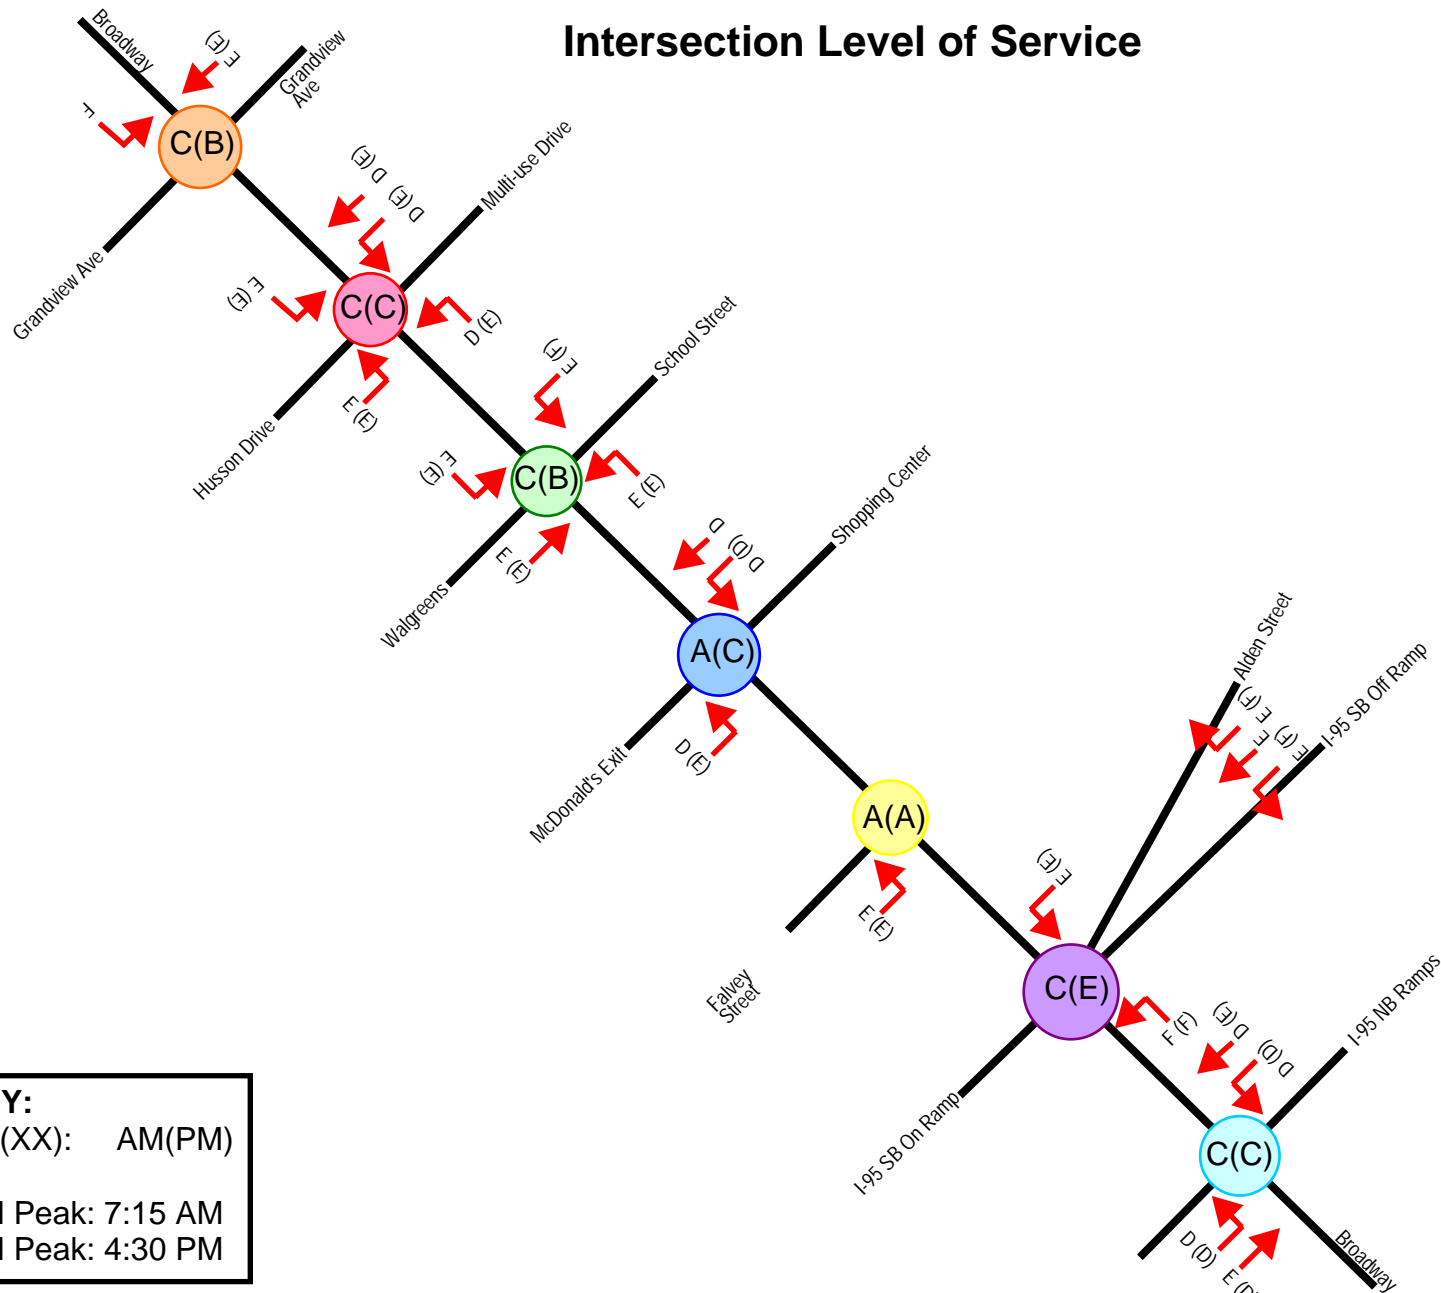 Intersection Level of Service
Broadway
E (E)
Grandview
Ave
F
C(B)
Grandview Ave
D (E)
D (E)
Multi-use Drive
E (E)
C(C)
D (E)
E (E)
Husson Drive
E (F)
School Street
E (E)
C(B)
E (E)
E (E)
Walgreens
D
D (D)
Shopping Center
A(C)
D (E)
McDonald's Exit
A(A)
E (E)
Falvey
Street
Alden Street
E (F)
E
E (F)
I-95 SB Off Ramp
E (E)
C(E)
F (F)
I-95 SB On Ramp
D (E)
D (D)
I-95 NB Ramps
C(C)
D (D)
E (D)
Broadway
Y:
(XX): AM(PM)
Peak: 7:15 AM
Peak: 4:30 PM